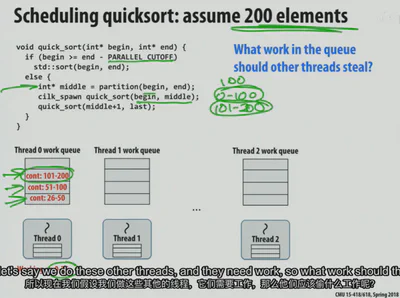 Scheduling quicksort: assume 200 elements
void quick_sort(int* begin, int* end) {
if (begin >= end - PARALLEL_CUTOFF)
std::sort(begin, end);
else {
int* middle = partition(begin, end);
cilk_spawn quick_sort(begin, middle);
quick_sort(middle+1, last);
}
}
What work in the queue
should other threads steal?
100
0-100
101-200
Thread 0 work queue
Thread 1 work queue
Thread 2 work queue
cont: 101-200
cont: 51-100
cont: 26-50
...
Thread 0
Thread 1
Thread 2
let's say we do these other threads, and they need work, so what work should th
所以现在我们假设我们做这些其他的线程，它们需要工作，那么他们应该偷什么工作呢？
CMU 15-418/618, Spring 2018